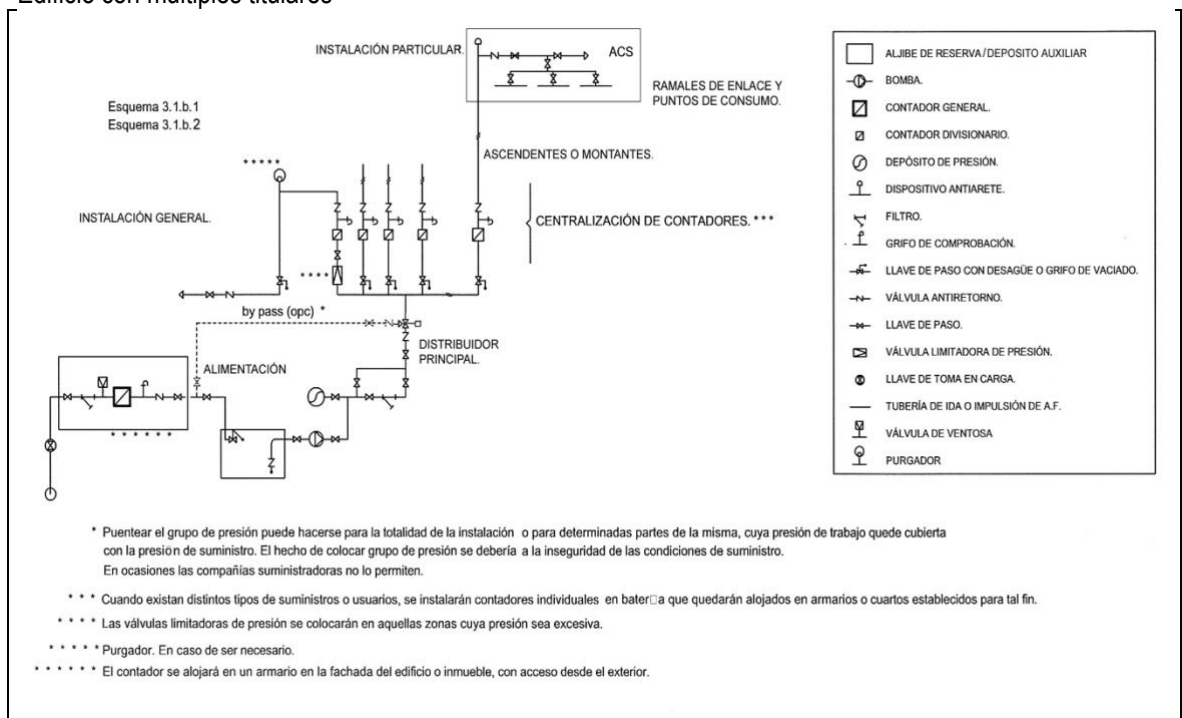 Edificio con múltiples titulares
INSTALACIÓN PARTICULAR.
ACS
RAMALES DE ENLACE Y
PUNTOS DE CONSUMO.
Esquema 3.1.b.1
Esquema 3.1.b.2
ASCENDENTES O MONTANTES.
* * * * *
INSTALACIÓN GENERAL.
CENTRALIZACIÓN DE CONTADORES. * * *
* * * *
by pass (opc) *
DISTRIBUIDOR
PRINCIPAL.
ALIMENTACIÓN
* * * * * *
ALJIBE DE RESERVA/DEPOSITO AUXILIAR
BOMBA.
CONTADOR GENERAL.
CONTADOR DIVISIONARIO.
DEPÓSITO DE PRESIÓN.
DISPOSITIVO ANTIARETE.
FILTRO.
GRIFO DE COMPROBACIÓN.
LLAVE DE PASO CON DESAGÜE O GRIFO DE VACIADO.
VÁLVULA ANTIRETORNO.
LLAVE DE PASO.
VÁLVULA LIMITADORA DE PRESIÓN.
LLAVE DE TOMA EN CARGA.
TUBERÍA DE IDA O IMPULSIÓN DE A.F.
VÁLVULA DE VENTOSA
PURGADOR
* Puentear el grupo de presión puede hacerse para la totalidad de la instalación o para determinadas partes de la misma, cuya presión de trabajo quede cubierta
con la presión de suministro. El hecho de colocar grupo de presión se debería a la inseguridad de las condiciones de suministro.
En ocasiones las compañías suministradoras no lo permiten.
* * * Cuando existan distintos tipos de suministros o usuarios, se instalarán contadores individuales en bater□a que quedarán alojados en armarios o cuartos establecidos para tal fin.
* * * * Las válvulas limitadoras de presión se colocarán en aquellas zonas cuya presión sea excesiva.
* * * * * Purgador. En caso de ser necesario.
* * * * * * El contador se alojará en un armario en la fachada del edificio o inmueble, con acceso desde el exterior.